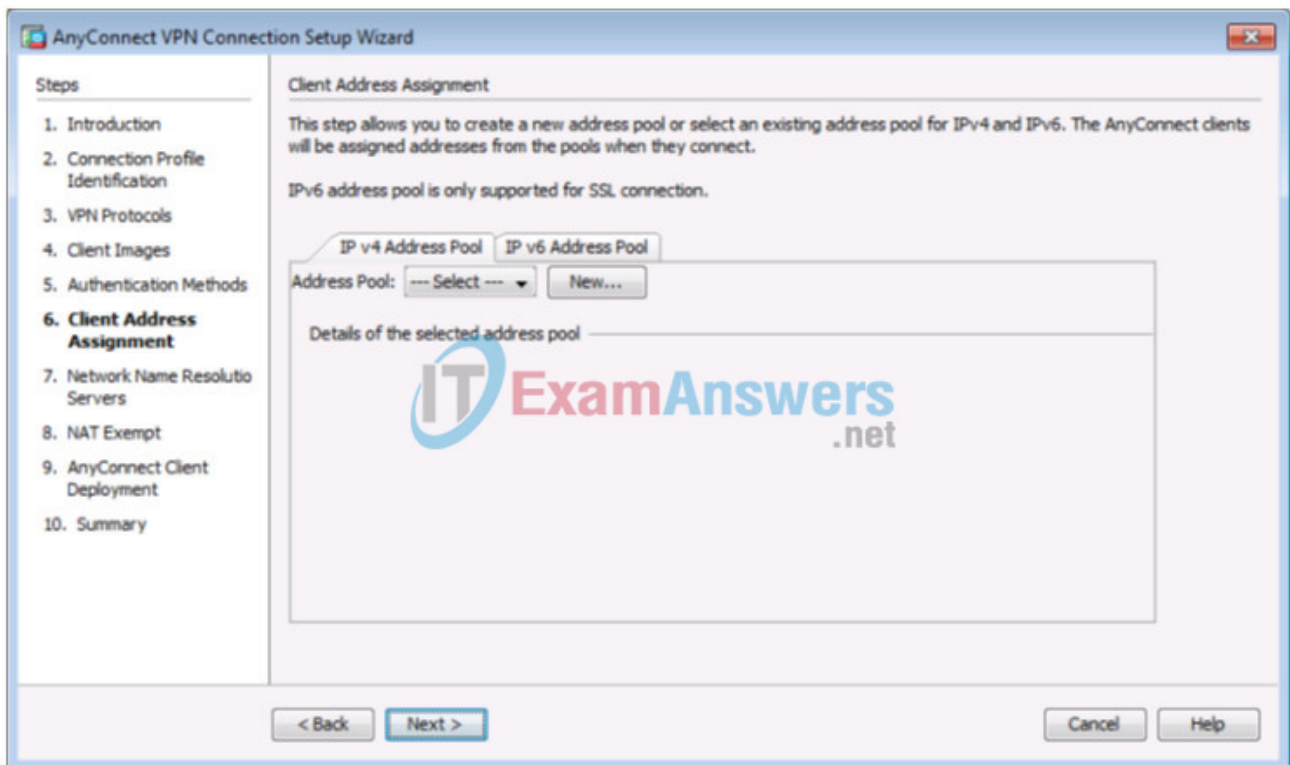 AnyConnect VPN Connection Setup Wizard
Steps
1. Introduction
2. Connection Profile
Identification
3. VPN Protocols
4. Client Images
5. Authentication Methods
6. Client Address
Assignment
7. Network Name Resolutio
Servers
8. NAT Exempt
9. AnyConnect Client
Deployment
10. Summary
Client Address Assignment
This step allows you to create a new address pool or select an existing address pool for IPv4 and IPv6. The AnyConnect clients
will be assigned addresses from the pools when they connect.
IPv6 address pool is only supported for SSL connection.
IP v4 Address Pool IP v6 Address Pool
Address Pool: --- Select --- New...
Details of the selected address pool
ITExamAnswers
.net
< Back Next > Cancel Help